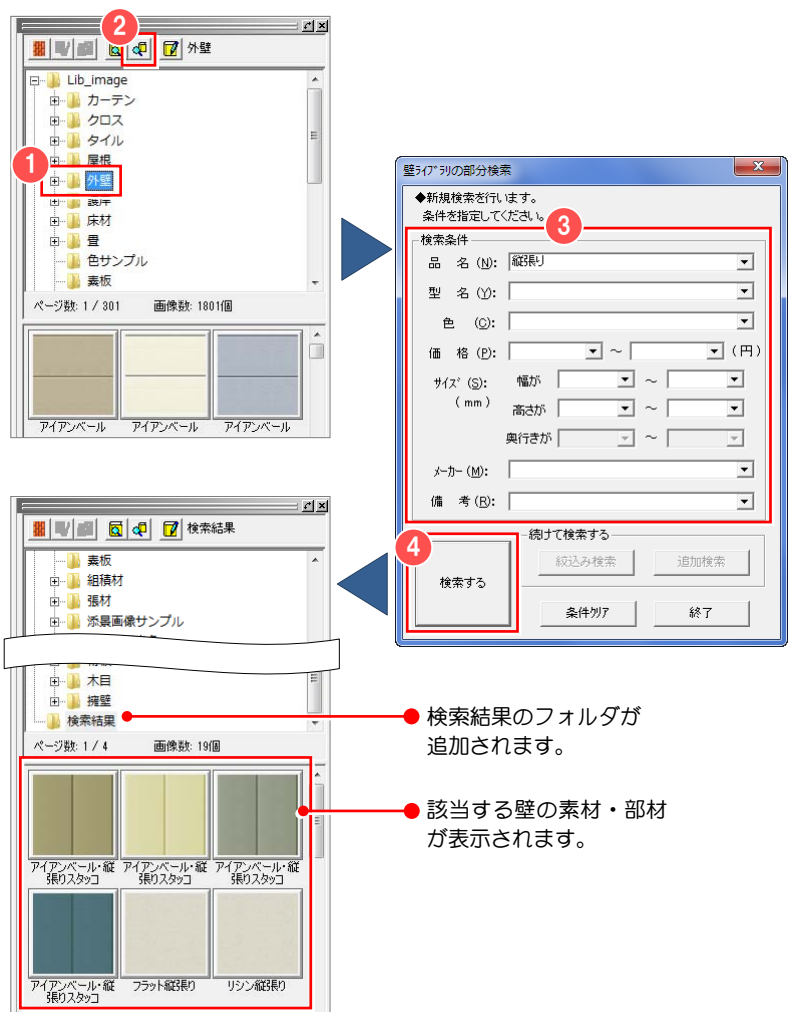 2
外壁
Lib_image
カーテン
クロス
タイル
屋根
1
外壁
護岸
床材
畳
色サンプル
素板
ページ数: 1 / 301 画像数: 1801個
アイアンベール アイアンベール アイアンベール
壁ﾗｲﾌﾞﾗﾘの部分検索
◆新規検索を行います。
条件を指定してください。
3
検索条件
品 名 (N): 縦張り
型 名 (Y):
色 (C):
価 格 (P): ～ (円)
ｻｲｽﾞ (S): 幅が ～
(mm) 高さが ～
奥行きが ～
ﾒｰｶｰ (M):
備 考 (R):
4
検索する
続けて検索する
絞込み検索 追加検索
条件ｸﾘｱ 終了
検索結果
素板
組積材
張材
添景画像サンプル
木目
擁壁
検索結果
ページ数: 1 / 4 画像数: 19個
アイアンベール・縦 アイアンベール・縦 アイアンベール・縦
張りスタッコ 張りスタッコ 張りスタッコ
アイアンベール・縦 フラット縦張り リシン縦張り
張りスタッコ
検索結果のフォルダが
追加されます。
該当する壁の素材・部材
が表示されます。